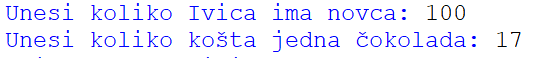 Unesi koliko Ivica ima novca: 100
Unesi koliko košta jedna čokolada: 17